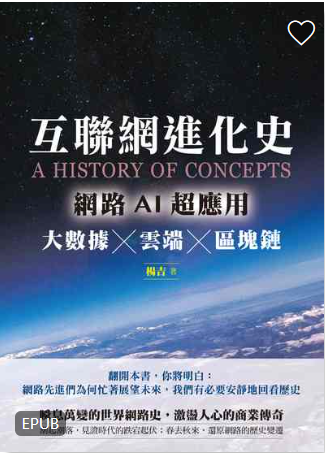 互聯網進化史
A HISTORY OF CONCEPTS
網路 AI 超應用
大數據╳雲端╳區塊鏈
楊吉 著
翻開本書，你將明白：
網路先進們為何忙著展望未來，我們有必要安靜地回看歷史
瞬息萬變的世界網路史，激盪人心的商業傳奇
EPUB
落，見證時代的跌宕起伏；春去秋來，還原網路的歷史變遷